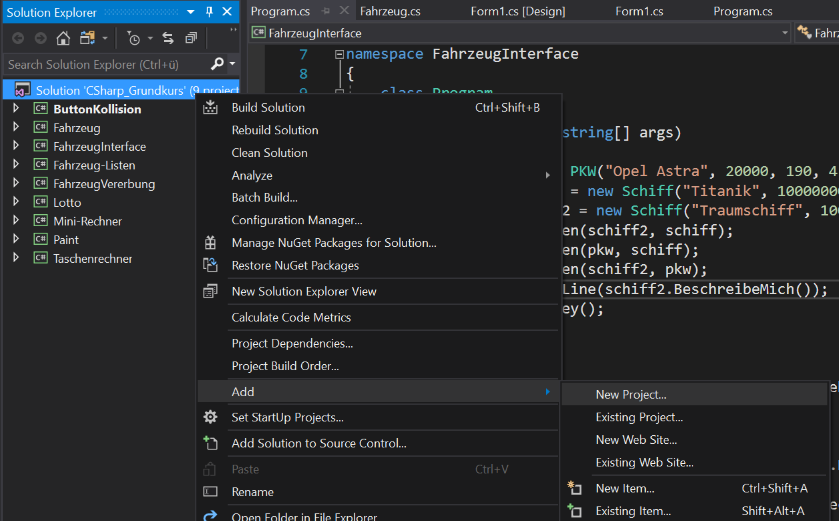 Solution Explorer
Program.cs
Fahrzeug.cs
Form1.cs [Design]
Form1.cs
Program.cs
FahrzeugInterface
Search Solution Explorer (Ctrl+ü)
Solution 'CSharp_Grundkurs' (9 project
ButtonKollision
Fahrzeug
FahrzeugInterface
Fahrzeug-Listen
FahrzeugVererbung
Lotto
Mini-Rechner
Paint
Taschenrechner
7 namespace FahrzeugInterface
8 {
9 class Program
string[] args)
PKW("Opel Astra", 20000, 190, 4
= new Schiff("Titanik", 10000000
2 = new Schiff("Traumschiff", 10
en(schiff2, schiff);
en(pkw, schiff);
en(schiff2, pkw);
Line(schiff2.BeschreibeMich());
ey();
Build Solution Ctrl+Shift+B
Rebuild Solution
Clean Solution
Analyze
Batch Build...
Configuration Manager...
Manage NuGet Packages for Solution...
Restore NuGet Packages
New Solution Explorer View
Calculate Code Metrics
Project Dependencies...
Project Build Order...
Add
Set StartUp Projects...
Add Solution to Source Control...
Paste Ctrl+V
Rename
Open Folder in File Explorer
New Project...
Existing Project...
New Web Site...
Existing Web Site...
New Item... Ctrl+Shift+A
Existing Item... Shift+Alt+A